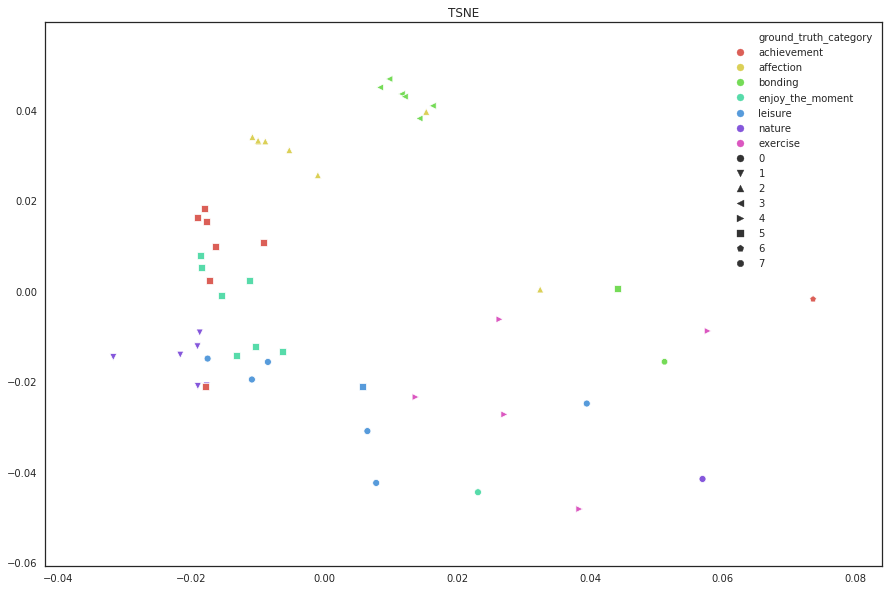 TSNE
ground_truth_category
achievement
affection
bonding
enjoy_the_moment
leisure
nature
exercise
0
1
2
3
4
5
6
7
0.04
0.02
0.00
−0.02
−0.04
−0.06
−0.04
−0.02
0.00
0.02
0.04
0.06
0.08